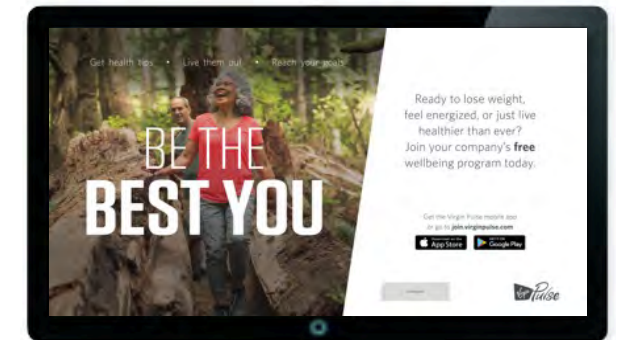 Get health tips • Live them out • Reach your goals
BE THE
BEST YOU
Ready to lose weight,
feel energized, or just live
healthier than ever?
Join your company's free
wellbeing program today.
Get the Virgin Pulse mobile app
or go to join.virginpulse.com
App Store
Google Play
Virgin Pulse